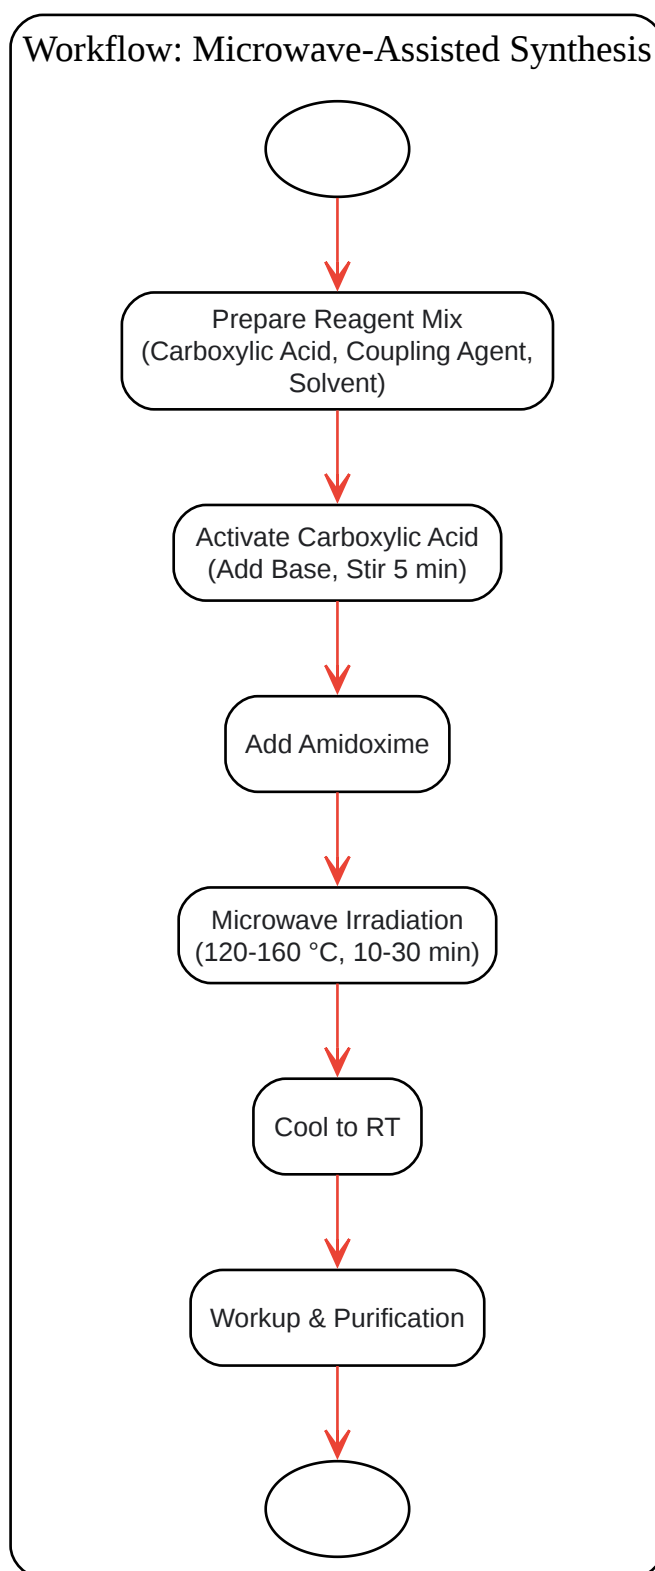 Workflow: Microwave-Assisted Synthesis
Prepare Reagent Mix
(Carboxylic Acid, Coupling Agent,
Solvent)
Activate Carboxylic Acid
(Add Base, Stir 5 min)
Add Amidoxime
Microwave Irradiation
(120-160 °C, 10-30 min)
Cool to RT
Workup & Purification